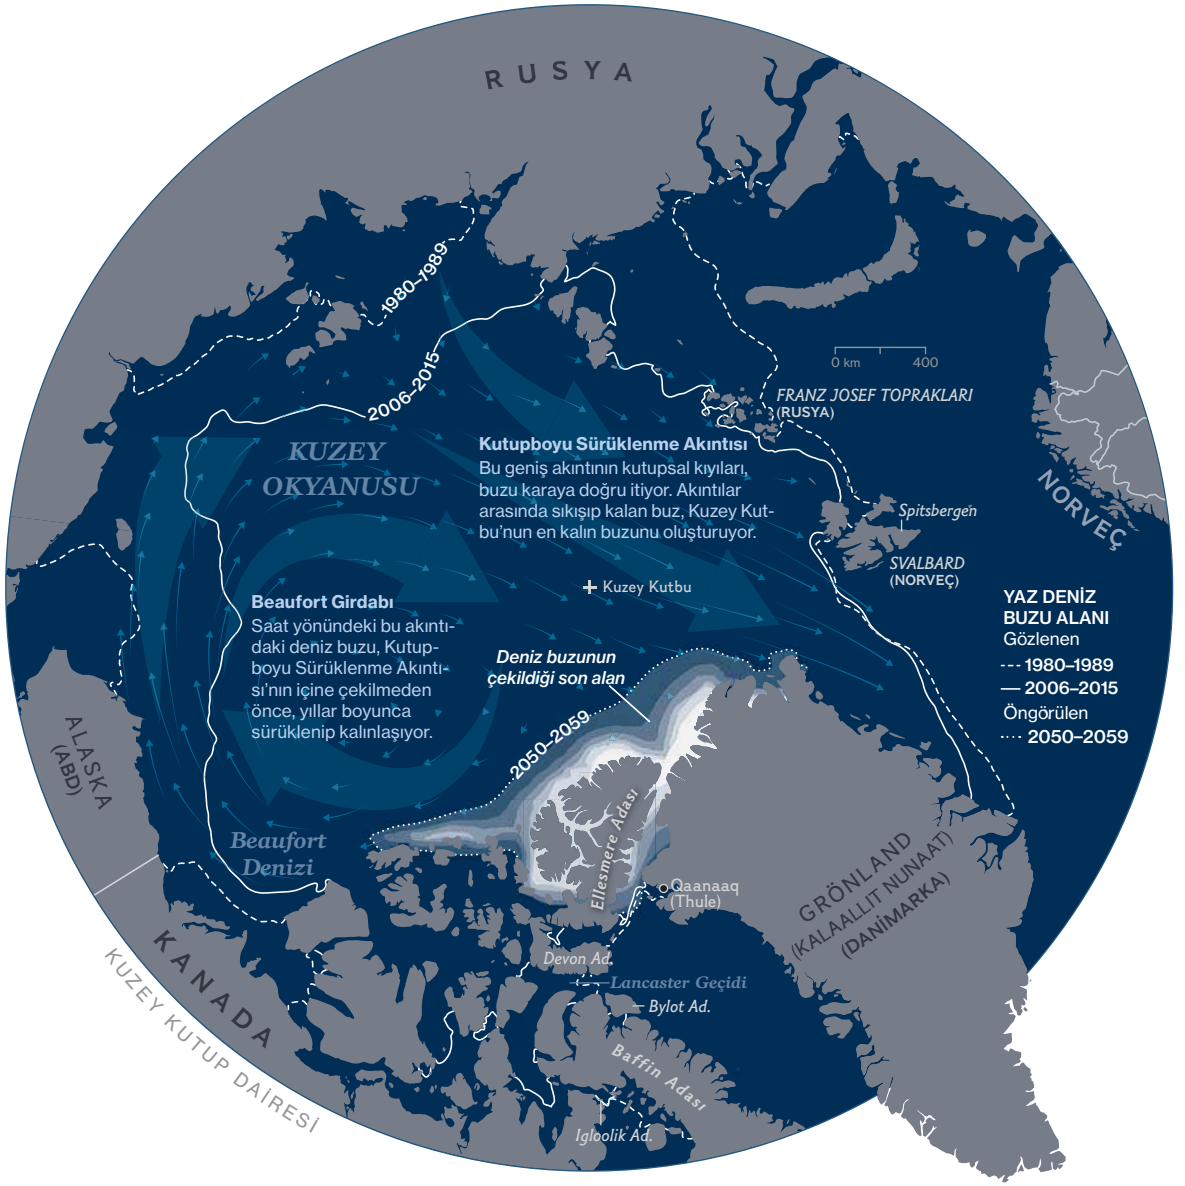 RUSYA
1980–1989
2006–2015
0 km 400
FRANZ JOSEF TOPRAKLARI
(RUSYA)
KUZEY
OKYANUSU
Kutupboyu Sürüklenme Akıntısı
Bu geniş akıntının kutupsal kıyıları,
buzu karaya doğru itiyor. Akıntılar
arasında sıkışıp kalan buz, Kuzey Kut-
bu’nun en kalın buzunu oluşturuyor.
NORVEÇ
Spitsbergen
SVALBARD
(NORVEÇ)
Kuzey Kutbu
Beaufort Girdabı
Saat yönündeki bu akıntı-
daki deniz buzu, Kutup-
boyu Sürüklenme Akıntı-
sı’nın içine çekilmeden
önce, yıllar boyunca
sürüklenip kalınlaşıyor.
YAZ DENİZ
BUZU ALANI
Gözlenen
1980–1989
2006–2015
Öngörülen
2050–2059
Deniz buzunun
çekildiği son alan
2050–2059
ALASKA
(ABD)
Beaufort
Denizi
Ellesmere Adası
GRÖNLAND
(KALAALLIT NUNAAT)
(DANİMARKA)
Qaanaaq
(Thule)
KANADA
KUZEY KUTUP DAİRESİ
Devon Ad.
Lancaster Geçidi
Bylot Ad.
Baffin Adası
Igloolik Ad.